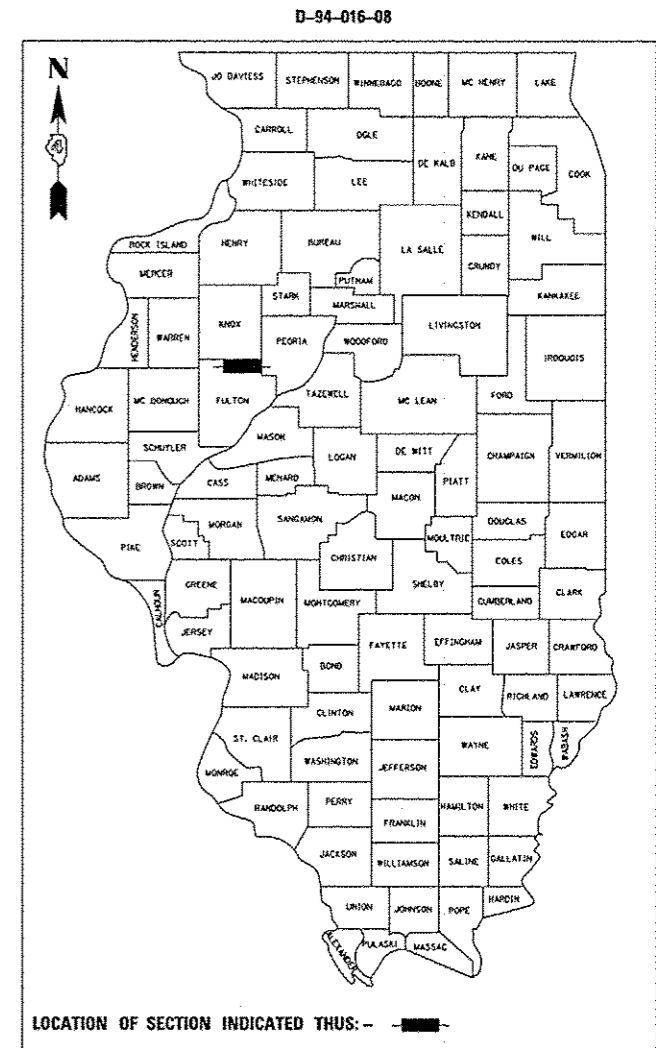 D-94-016-08
N
JO DAVIESS STEPHENSON WINNEBAGO BOONE MC HENRY LAKE
CARROLL OGLE DE KALB KANE DU PAGE COOK
WHITESIDE LEE KENDALL WILL
ROCK ISLAND HENRY BUREAU LA SALLE GRUNDY
MERCER PUTNAM KANKAKEE
HENDERSON WARREN KNOX STARK MARSHALL LIVINGSTON
PEORIA WOODFORD IROQUOIS
HANCOCK MC DONOUGH FULTON TAZEWELL MC LEAN FORD
SCHUYLER MASON LOGAN DE WITT CHAMPAIGN VERMILION
ADAMS BROWN CASS MENARD MACON PIATT
PIKE SCOTT MORGAN SANGAMON CHRISTIAN MOULTRIE DOUGLAS EDGAR
COLES
CALHOUN GREENE MACOUPIN MONTGOMERY SHELBY CUMBERLAND CLARK
JERSEY FAYETTE EFFINGHAM JASPER CRAWFORD
MADISON BOND CLAY RICHLAND LAWRENCE
CLINTON MARION
ST. CLAIR WAYNE EDWARDS WABASH
MONROE WASHINGTON JEFFERSON
RANDOLPH PERRY HAMILTON WHITE
FRANKLIN
JACKSON WILLIAMSON SALINE GALLATIN
UNION JOHNSON POPE HARDIN
ALEXANDER PULASKI MASSAC
LOCATION OF SECTION INDICATED THUS: -